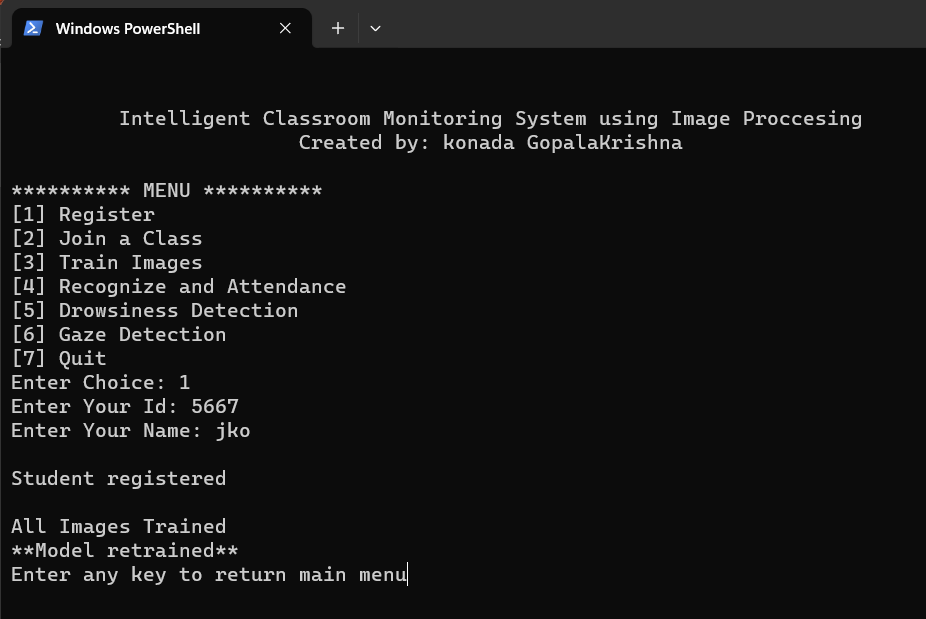 Windows PowerShell
Intelligent Classroom Monitoring System using Image Proccesing
Created by: konada GopalaKrishna
********** MENU **********
[1] Register
[2] Join a Class
[3] Train Images
[4] Recognize and Attendance
[5] Drowsiness Detection
[6] Gaze Detection
[7] Quit
Enter Choice: 1
Enter Your Id: 5667
Enter Your Name: jko
Student registered
All Images Trained
**Model retrained**
Enter any key to return main menu